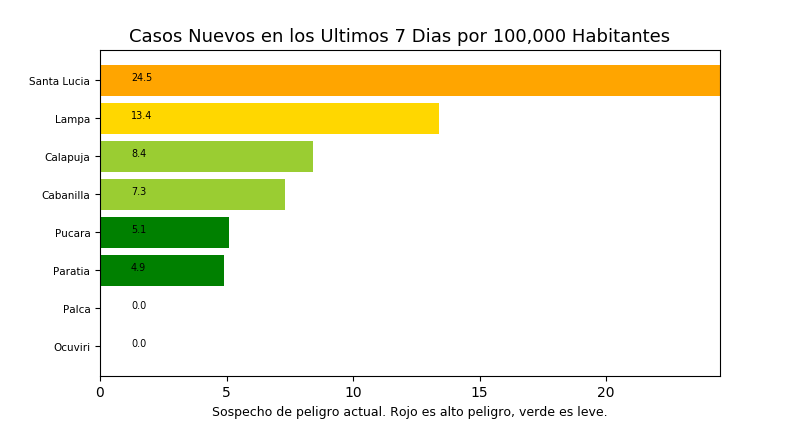 Casos Nuevos en los Ultimos 7 Dias por 100,000 Habitantes
Santa Lucia 24.5
Lampa 13.4
Calapuja 8.4
Cabanilla 7.3
Pucara 5.1
Paratia 4.9
Palca 0.0
Ocuviri 0.0
0 5 10 15 20
Sospecho de peligro actual. Rojo es alto peligro, verde es leve.